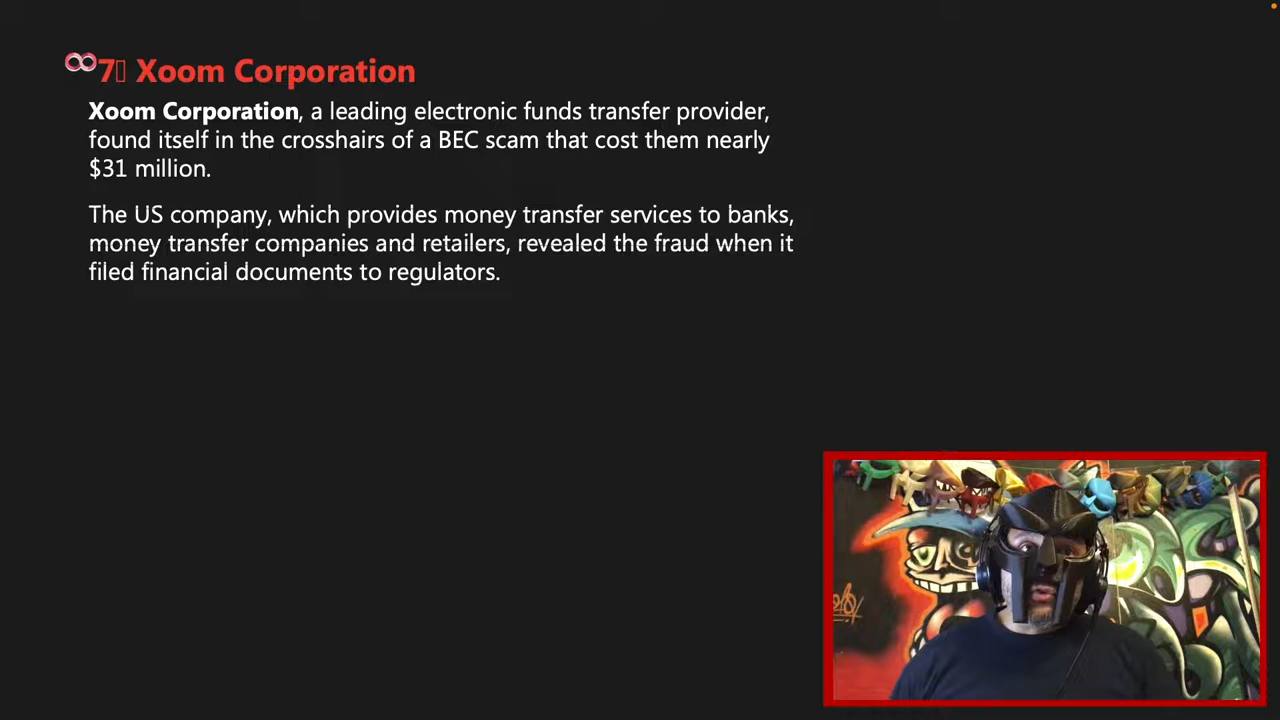 7▯ Xoom Corporation
Xoom Corporation, a leading electronic funds transfer provider,
found itself in the crosshairs of a BEC scam that cost them nearly
$31 million.
The US company, which provides money transfer services to banks,
money transfer companies and retailers, revealed the fraud when it
filed financial documents to regulators.